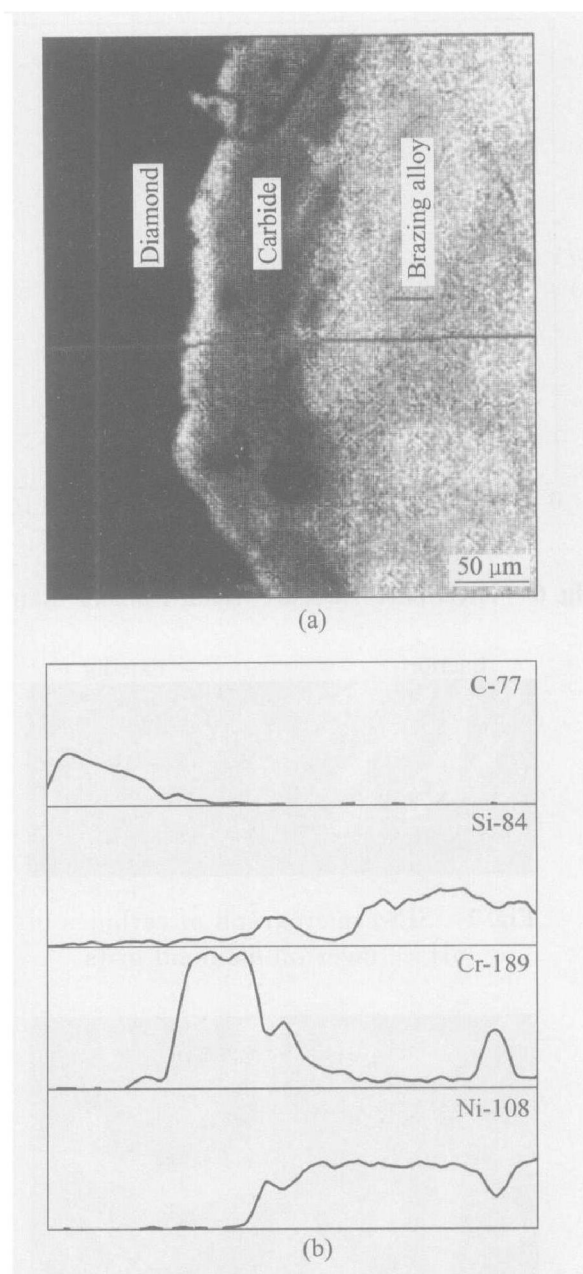 Diamond
Carbide
Brazing alloy
50 μm
(a)
C-77
Si-84
Cr-189
Ni-108
(b)